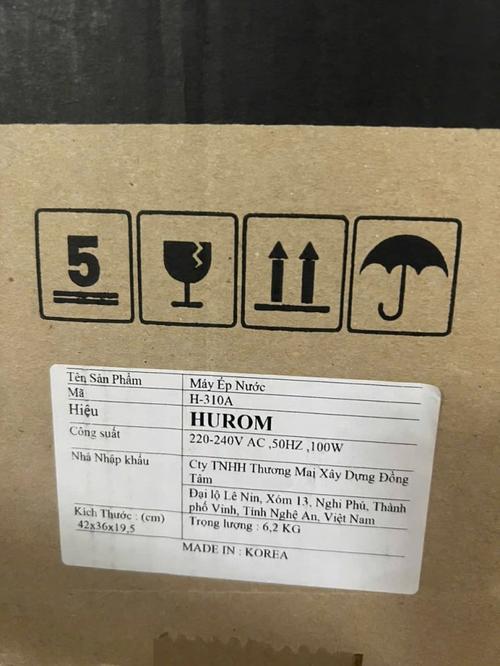 5
Tên Sản Phẩm Máy Ép Nước
Mã H-310A
Hiệu HUROM
Công suất 220-240V AC ,50HZ ,100W
Nhà Nhập khẩu Cty TNHH Thương Mại Xây Dựng Đồng
Tâm
Đại lộ Lê Nin, Xóm 13, Nghi Phú, Thành
phố Vinh, Tỉnh Nghệ An, Việt Nam
Kích Thước : (cm) Trọng lượng : 6,2 KG
42x36x19,5
MADE IN : KOREA